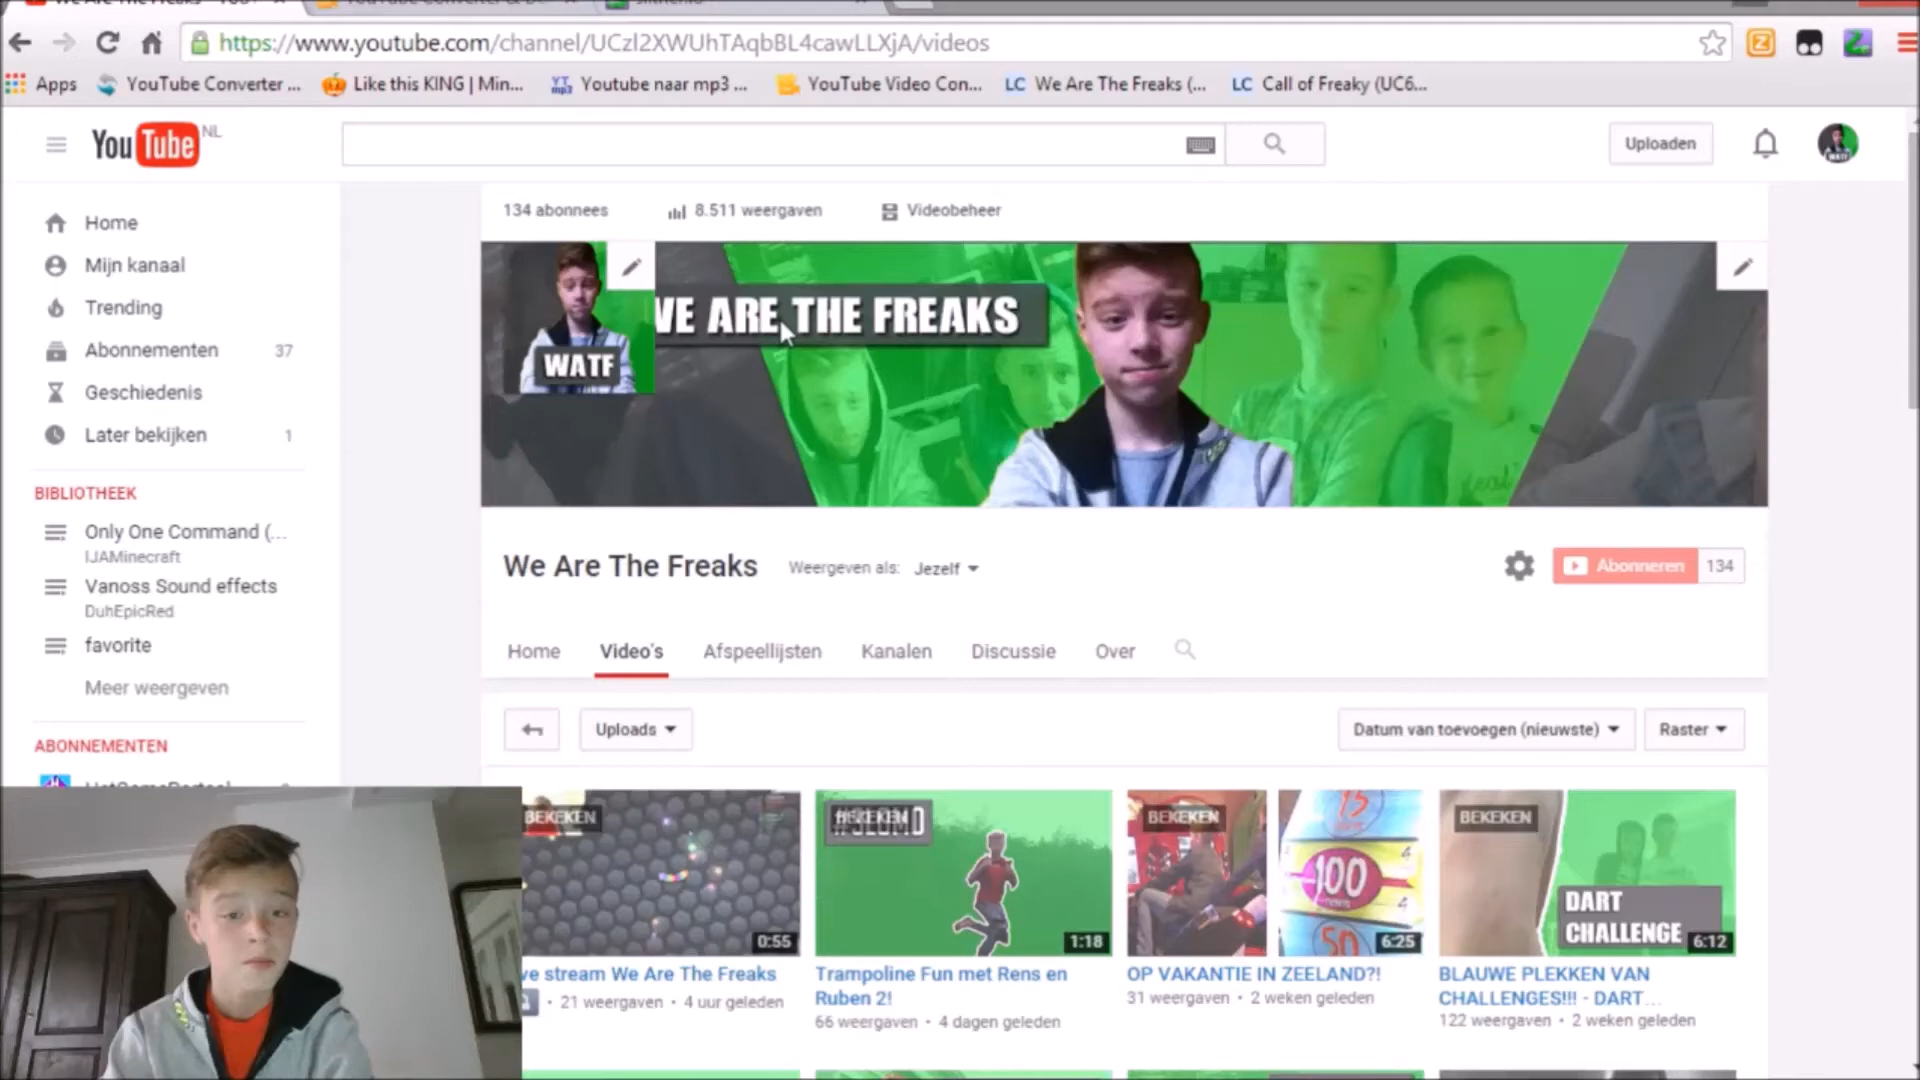 https://www.youtube.com/channel/UCzl2XWUhTAqbBL4cawLLXjA/videos
Apps YouTube Converter ... Like this KING | Min... Youtube naar mp3 ... YouTube Video Con... LC We Are The Freaks (... LC Call of Freaky (UC6...
YouTube NL
Uploaden
134 abonnees 8.511 weergaven Videobeheer
Home
Mijn kanaal
Trending
Abonnementen 37
Geschiedenis
Later bekijken 1
BIBLIOTHEEK
Only One Command (...
IJAMinecraft
Vanoss Sound effects
DuhEpicRed
favorite
Meer weergeven
ABONNEMENTEN
WE ARE THE FREAKS
WATF
We Are The Freaks Weergeven als: Jezelf
Abonneren 134
Home Video's Afspeellijsten Kanalen Discussie Over
Uploads
Datum van toevoegen (nieuwste) Raster
BEKEKEN
0:55
ve stream We Are The Freaks
• 21 weergaven • 4 uur geleden
#SLOMO
BEKEKEN
1:18
Trampoline Fun met Rens en
Ruben 2!
66 weergaven • 4 dagen geleden
BEKEKEN
100
50
6:25
OP VAKANTIE IN ZEELAND?!
31 weergaven • 2 weken geleden
BEKEKEN
DART
CHALLENGE
6:12
BLAUWE PLEKKEN VAN
CHALLENGES!!! - DART...
122 weergaven • 2 weken geleden